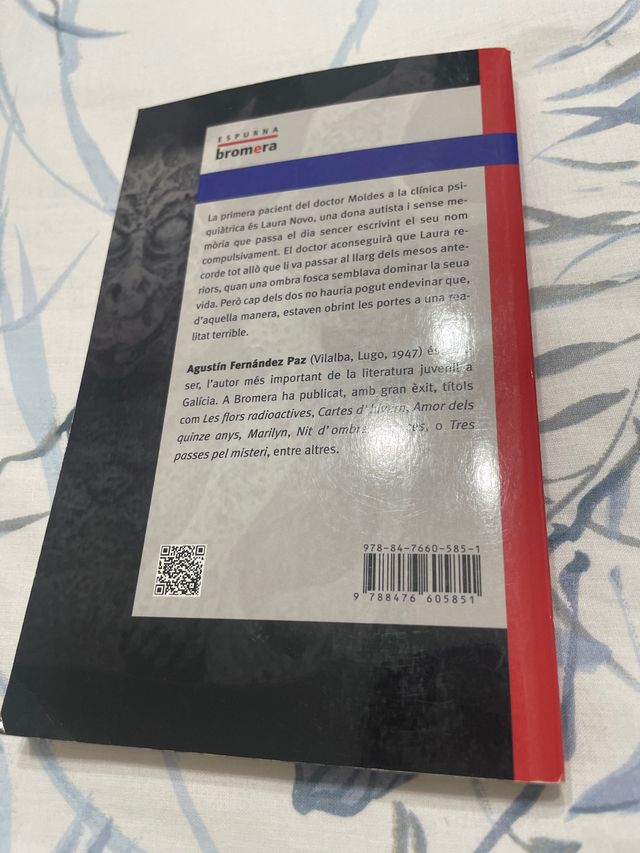 ESPURNA
bromera
La primera pacient del doctor Moldes a la clínica psi-
quiàtrica és Laura Novo, una dona autista i sense me-
mòria que passa el dia sencer escrivint el seu nom
compulsivament. El doctor aconseguirà que Laura re-
corde tot allò que li va passar al llarg dels mesos ante-
riors, quan una ombra fosca semblava dominar la seua
vida. Però cap dels dos no hauria pogut endevinar que,
d'aquella manera, estaven obrint les portes a una rea-
litat terrible.
Agustín Fernández Paz (Vilalba, Lugo, 1947)
ser, l'autor més important de la literatura juvenil a
Galícia. A Bromera ha publicat, amb gran èxit, títols
com Les flors radioactives, Cartes d'hivern, Amor dels
quinze anys, Marilyn, Nit d' o Tres
passes pel misteri, entre altres.
978-84-7660-585-1
9 788476 605851